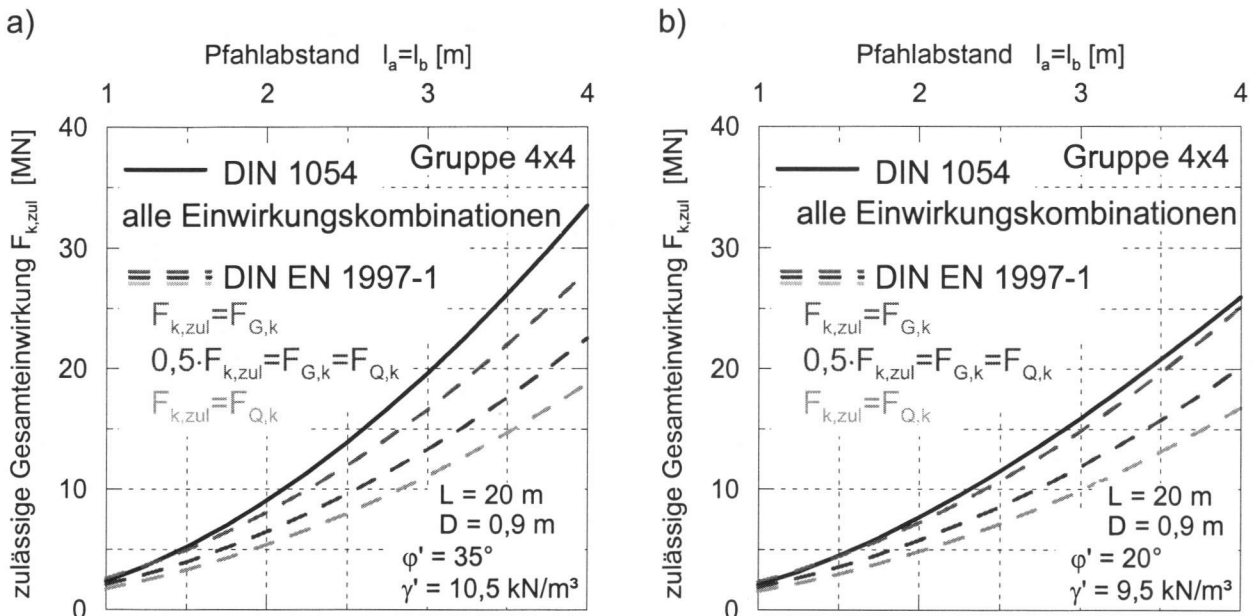 a)
Pfahlabstand l_a=l_b [m]
1 2 3 4
zulässige Gesamteinwirkung F_k,zul [MN]
40
30
20
10
0
Gruppe 4x4
DIN 1054
alle Einwirkungskombinationen
DIN EN 1997-1
F_k,zul=F_G,k
0,5·F_k,zul=F_G,k=F_Q,k
F_k,zul=F_Q,k
L = 20 m
D = 0,9 m
φ' = 35°
γ' = 10,5 kN/m³
b)
Pfahlabstand l_a=l_b [m]
1 2 3 4
zulässige Gesamteinwirkung F_k,zul [MN]
40
30
20
10
0
Gruppe 4x4
DIN 1054
alle Einwirkungskombinationen
DIN EN 1997-1
F_k,zul=F_G,k
0,5·F_k,zul=F_G,k=F_Q,k
F_k,zul=F_Q,k
L = 20 m
D = 0,9 m
φ' = 20°
γ' = 9,5 kN/m³